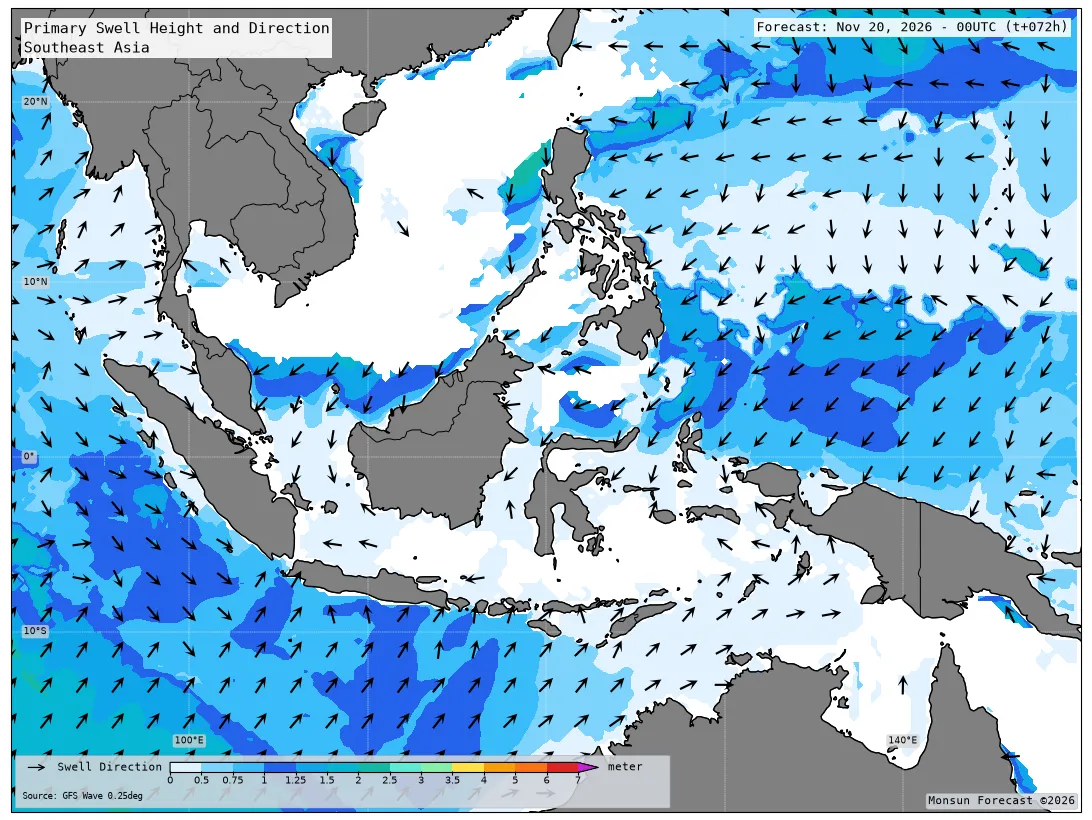 Primary Swell Height and Direction
Southeast Asia
Forecast: Nov 20, 2026 - 00UTC (t+072h)
20°N
10°N
0°
10°S
100°E
140°E
Swell Direction
0 0.5 0.75 1 1.25 1.5 2 2.5 3 3.5 4 5 6 7
meter
Source: GFS Wave 0.25deg
Monsun Forecast ©2026